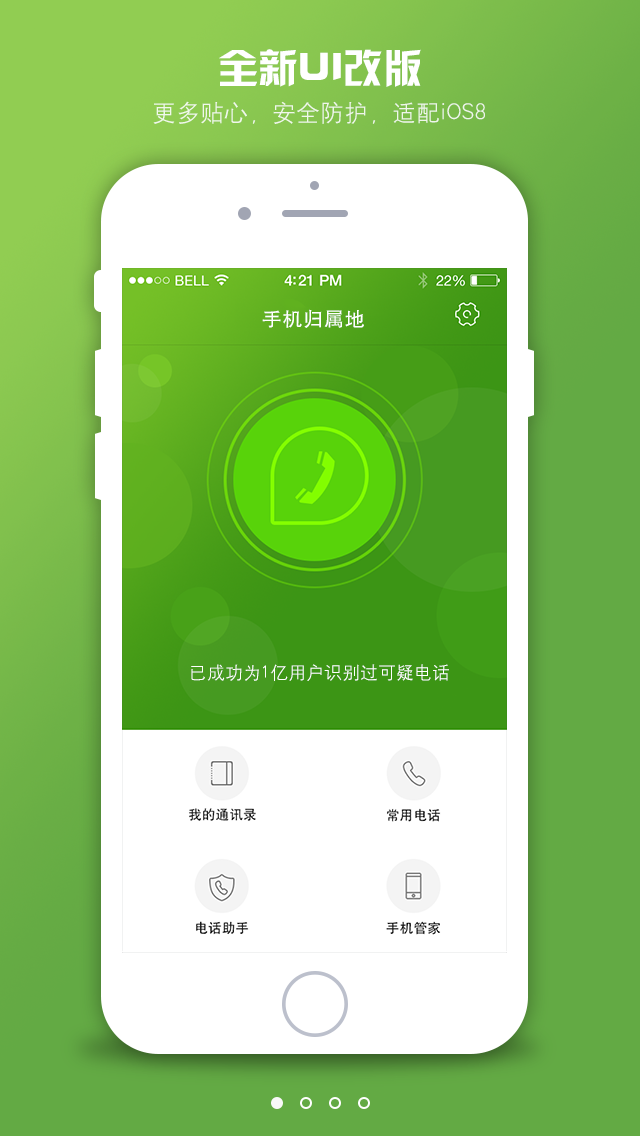 全新UI改版
更多贴心，安全防护，适配iOS8
BELL 4:21 PM 22%
手机归属地
已成功为1亿用户识别过可疑电话
我的通讯录 常用电话
电话助手 手机管家